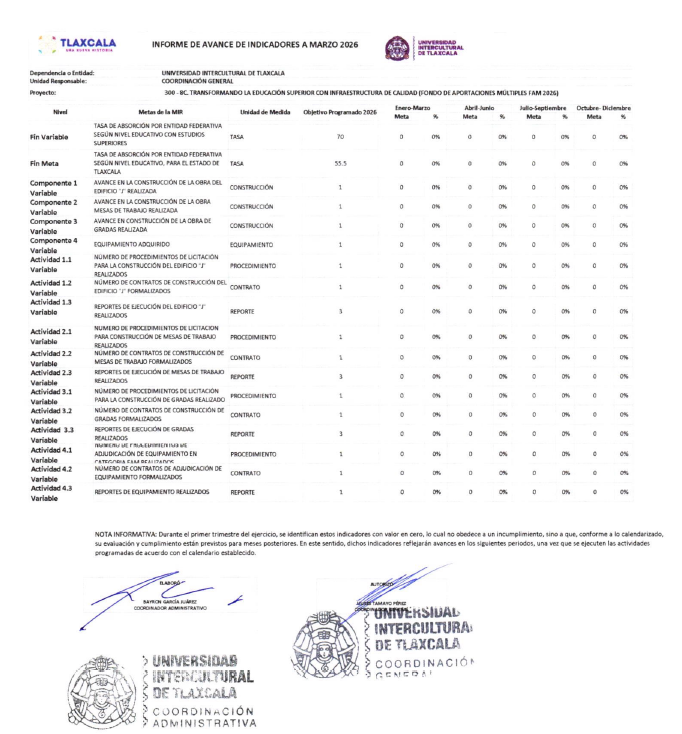 TLAXCALA
UNA NUEVA HISTORIA
INFORME DE AVANCE DE INDICADORES A MARZO 2026
UNIVERSIDAD
INTERCULTURAL
DE TLAXCALA
Dependencia o Entidad: UNIVERSIDAD INTERCULTURAL DE TLAXCALA
Unidad Responsable: COORDINACIÓN GENERAL
Proyecto: 300 - 8C. TRANSFORMANDO LA EDUCACIÓN SUPERIOR CON INFRAESTRUCTURA DE CALIDAD (FONDO DE APORTACIONES MÚLTIPLES FAM 2026)
Enero-Marzo Abril-Junio Julio-Septiembre Octubre- Diciembre
Nivel Metas de la MIR Unidad de Medida Objetivo Programado 2026 Meta % Meta % Meta % Meta %
TASA DE ABSORCIÓN POR ENTIDAD FEDERATIVA
Fin Variable SEGÚN NIVEL EDUCATIVO CON ESTUDIOS TASA 70 0 0% 0 0% 0 0% 0 0%
SUPERIORES
TASA DE ABSORCIÓN POR ENTIDAD FEDERATIVA
Fin Meta SEGÚN NIVEL EDUCATIVO, PARA EL ESTADO DE TASA 55.5 0 0% 0 0% 0 0% 0 0%
TLAXCALA
Componente 1 AVANCE EN LA CONSTRUCCIÓN DE LA OBRA DEL CONSTRUCCIÓN 1 0 0% 0 0% 0 0% 0 0%
Variable EDIFICIO "J" REALIZADA
Componente 2 AVANCE EN LA CONSTRUCCIÓN DE LA OBRA CONSTRUCCIÓN 1 0 0% 0 0% 0 0% 0 0%
Variable MESAS DE TRABAJO REALIZADA
Componente 3 AVANCE EN CONSTRUCCIÓN DE LA OBRA DE CONSTRUCCIÓN 1 0 0% 0 0% 0 0% 0 0%
Variable GRADAS REALIZADA
Componente 4 EQUIPAMIENTO ADQUIRIDO EQUIPAMIENTO 1 0 0% 0 0% 0 0% 0 0%
Variable
Actividad 1.1 NÚMERO DE PROCEDIMIENTOS DE LICITACIÓN
Variable PARA LA CONSTRUCCIÓN DEL EDIFICIO "J" PROCEDIMIENTO 1 0 0% 0 0% 0 0% 0 0%
REALIZADOS
Actividad 1.2 NÚMERO DE CONTRATOS DE CONSTRUCCIÓN DEL CONTRATO 1 0 0% 0 0% 0 0% 0 0%
Variable EDIFICIO "J" FORMALIZADOS
Actividad 1.3 REPORTES DE EJECUCIÓN DEL EDIFICIO "J" REPORTE 3 0 0% 0 0% 0 0% 0 0%
Variable REALIZADOS
Actividad 2.1 NÚMERO DE PROCEDIMIENTOS DE LICITACIÓN
Variable PARA CONSTRUCCIÓN DE MESAS DE TRABAJO PROCEDIMIENTO 1 0 0% 0 0% 0 0% 0 0%
REALIZADOS
Actividad 2.2 NÚMERO DE CONTRATOS DE CONSTRUCCIÓN DE CONTRATO 1 0 0% 0 0% 0 0% 0 0%
Variable MESAS DE TRABAJO FORMALIZADOS
Actividad 2.3 REPORTES DE EJECUCIÓN DE MESAS DE TRABAJO REPORTE 3 0 0% 0 0% 0 0% 0 0%
Variable REALIZADOS
Actividad 3.1 NÚMERO DE PROCEDIMIENTOS DE LICITACIÓN PROCEDIMIENTO 1 0 0% 0 0% 0 0% 0 0%
Variable PARA LA CONSTRUCCIÓN DE GRADAS REALIZADO
Actividad 3.2 NÚMERO DE CONTRATOS DE CONSTRUCCIÓN DE CONTRATO 1 0 0% 0 0% 0 0% 0 0%
Variable GRADAS FORMALIZADOS
Actividad 3.3 REPORTES DE EJECUCIÓN DE GRADAS REPORTE 3 0 0% 0 0% 0 0% 0 0%
Variable REALIZADOS
Actividad 4.1 NÚMERO DE PROCEDIMIENTOS DE
Variable ADJUDICACIÓN DE EQUIPAMIENTO EN PROCEDIMIENTO 1 0 0% 0 0% 0 0% 0 0%
CATEGORIA FAM REALIZADOS
Actividad 4.2 NÚMERO DE CONTRATOS DE ADJUDICACIÓN DE CONTRATO 1 0 0% 0 0% 0 0% 0 0%
Variable EQUIPAMIENTO FORMALIZADOS
Actividad 4.3 REPORTES DE EQUIPAMIENTO REALIZADOS REPORTE 1 0 0% 0 0% 0 0% 0 0%
Variable
NOTA INFORMATIVA: Durante el primer trimestre del ejercicio, se identifican estos indicadores con valor en cero, lo cual no obedece a un incumplimiento, sino a que, conforme a lo calendarizado,
su evaluación y cumplimiento están previstos para meses posteriores. En este sentido, dichos indicadores reflejarán avances en los siguientes periodos, una vez que se ejecuten las actividades
programadas de acuerdo con el calendario establecido.
ELABORÓ
BAYRON GARCÍA JUÁREZ
COORDINADOR ADMINISTRATIVO
AUTORIZÓ
TAMAYO PÉREZ
UNIVERSIDAD
INTERCULTURAL
DE TLAXCALA
COORDINACIÓN
GENERAL
UNIVERSIDAD
INTERCULTURAL
DE TLAXCALA
COORDINACIÓN
ADMINISTRATIVA